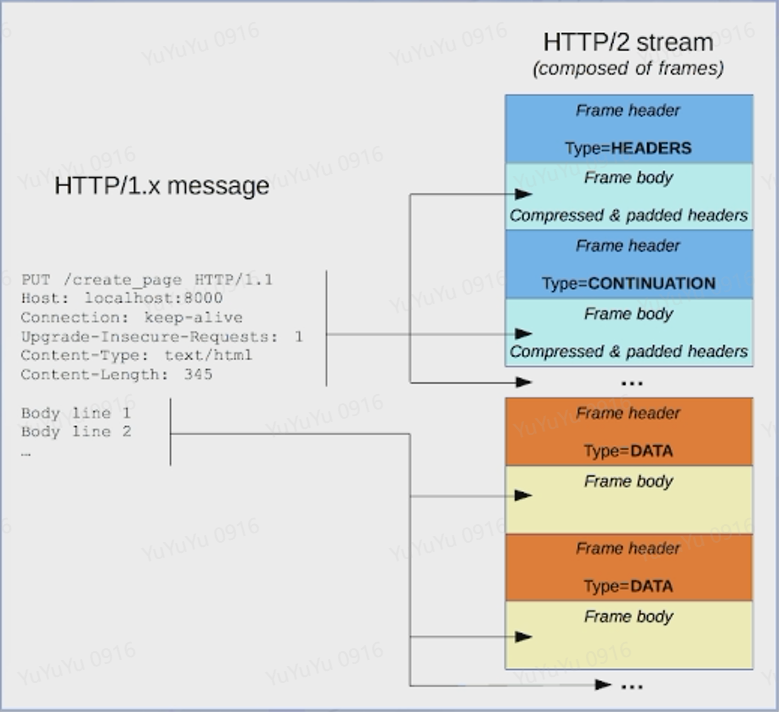 HTTP/2 stream
(composed of frames)
Frame header
Type=HEADERS
Frame body
Compressed & padded headers
Frame header
Type=CONTINUATION
Frame body
Compressed & padded headers
...
Frame header
Type=DATA
Frame body
Frame header
Type=DATA
Frame body
...
HTTP/1.x message
PUT /create_page HTTP/1.1
Host: localhost:8000
Connection: keep-alive
Upgrade-Insecure-Requests: 1
Content-Type: text/html
Content-Length: 345
Body line 1
Body line 2
…
YuYuYu 0916